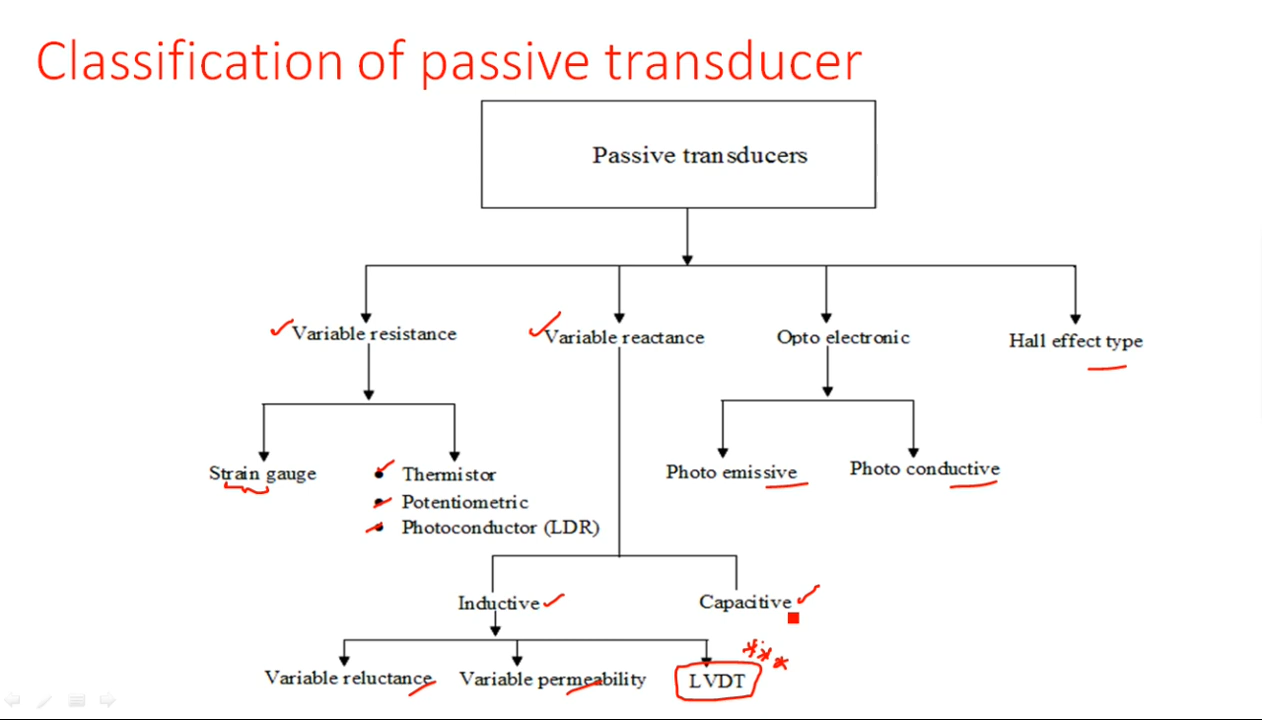 Classification of passive transducer
Passive transducers
Variable resistance
Variable reactance
Opto electronic
Hall effect type
Strain gauge
Thermistor
Potentiometric
Photoconductor (LDR)
Photo emissive
Photo conductive
Inductive
Capacitive
Variable reluctance
Variable permeability
LVDT
***